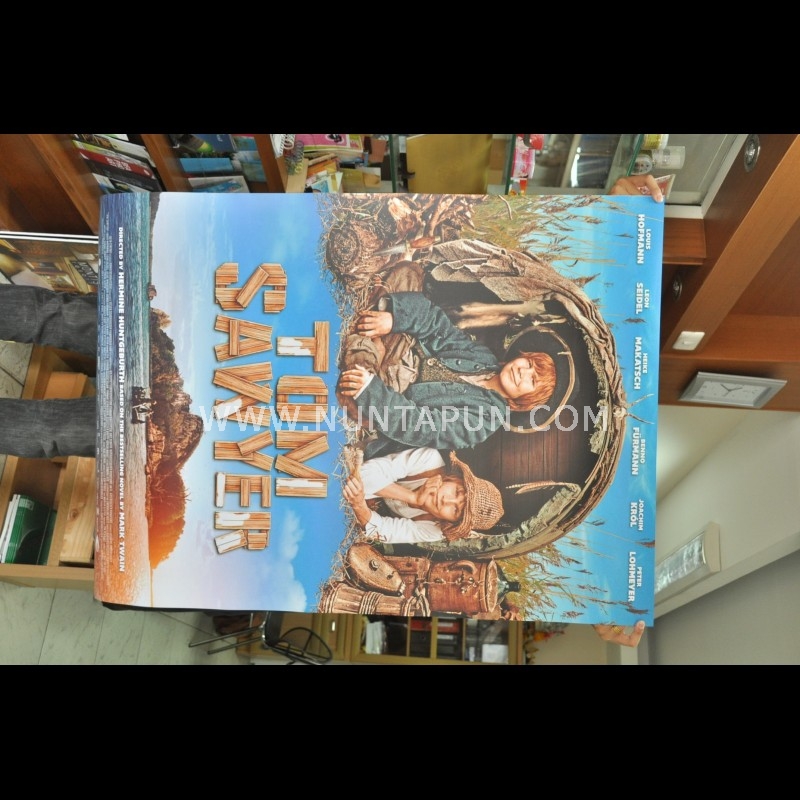 LOUIS HOFMANN
LEON SEIDEL
HEIKE MAKATSCH
BENNO FÜRMANN
JOACHIM KRÓL
PETER LOHMEYER
TOM
SAWYER
DIRECTED BY HERMINE HUNTGEBURTH BASED ON THE BESTSELLING NOVEL BY MARK TWAIN
WWW.NUNTAPUN.COM